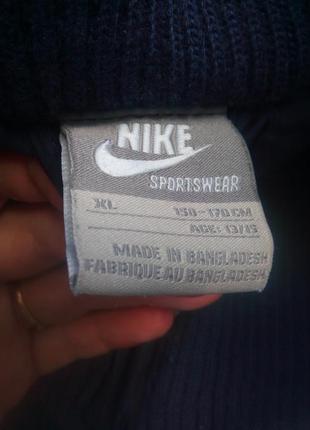 NIKE
SPORTSWEAR
XL 158-170 CM
AGE: 13/15
MADE IN BANGLADESH
FABRIQUE AU BANGLADESH